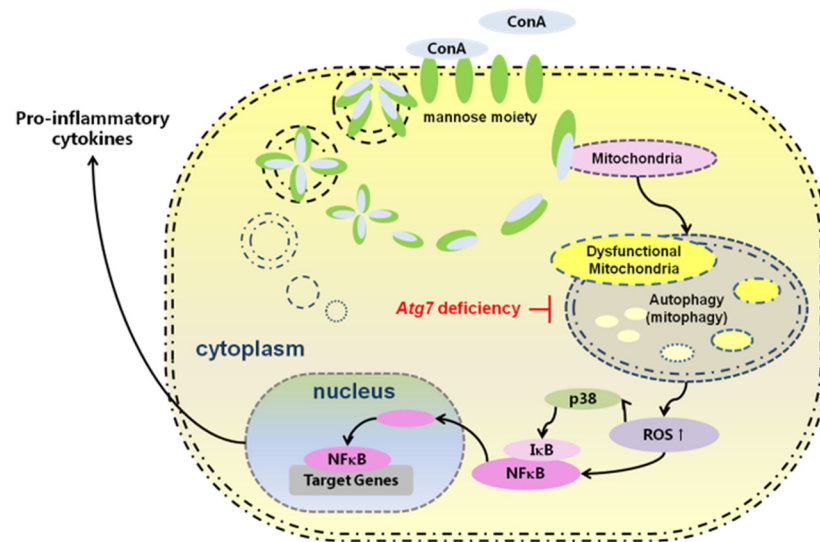 ConA
ConA
mannose moiety
Pro-inflammatory
cytokines
Mitochondria
Dysfunctional
Mitochondria
Autophagy
(mitophagy)
Atg7 deficiency
cytoplasm
nucleus
p38
ROS ↑
IκB
NFκB
NFκB
Target Genes